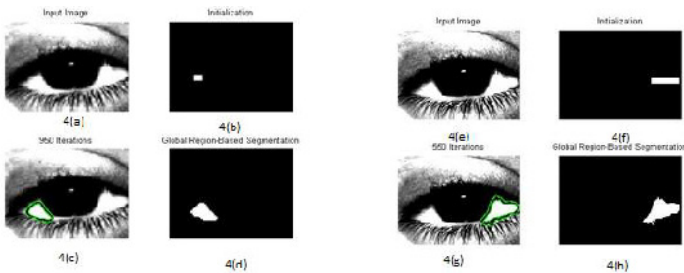 Input Image
Initialization
4(a)
4(b)
950 Iterations
Global Region-Based Segmentation
4(c)
4(d)
Input Image
Initialization
4(e)
4(f)
550 Iterations
Global Region-Based Segmentation
4(g)
4(h)